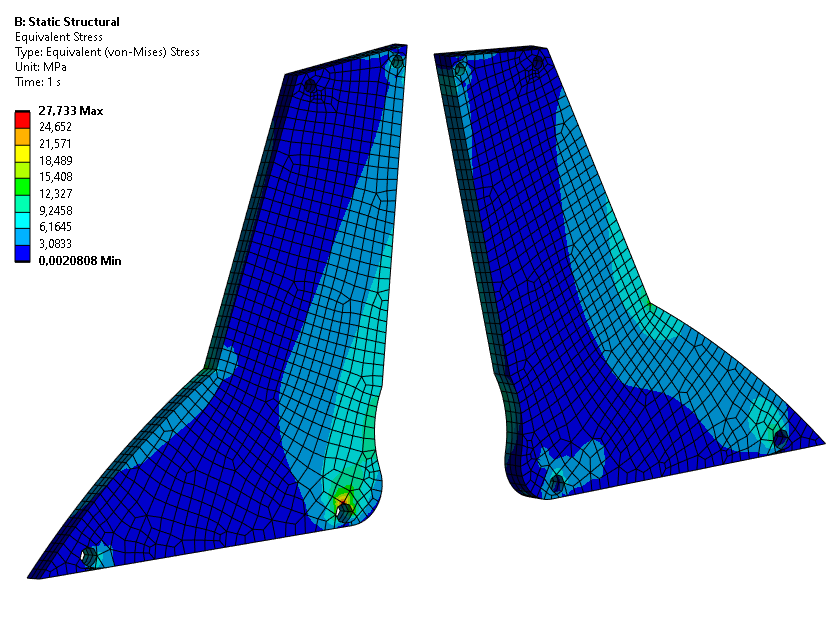 B: Static Structural
Equivalent Stress
Type: Equivalent (von-Mises) Stress
Unit: MPa
Time: 1 s
27,733 Max
24,652
21,571
18,489
15,408
12,327
9,2458
6,1645
3,0833
0,0020808 Min